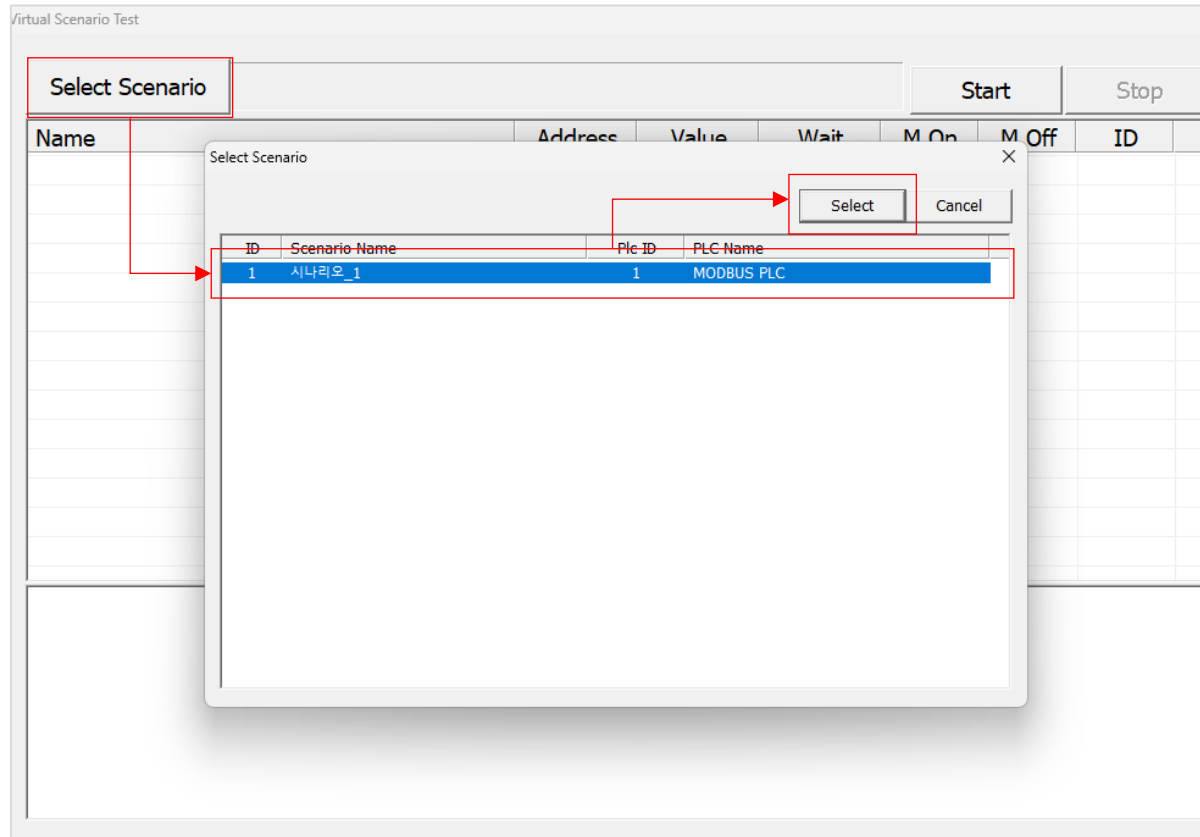 Virtual Scenario Test
Select Scenario
Start Stop
Name Address Value Wait M.On M.Off ID
Select Scenario
Select Cancel
ID Scenario Name Plc ID PLC Name
1 시나리오_1 1 MODBUS PLC